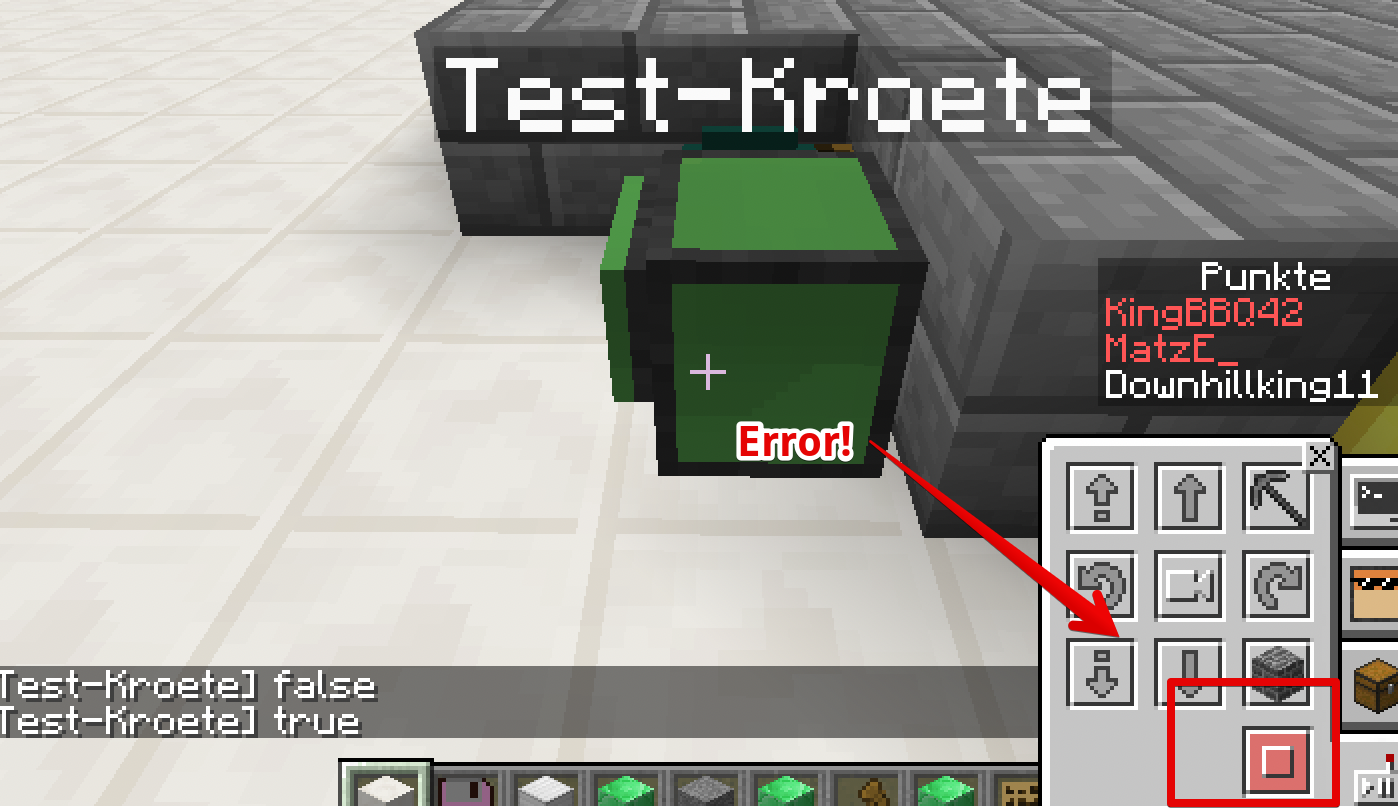 Test-Kroete
Punkte
KingBBQ42
MatzE_
Downhillking11
Error!
Test-Kroete] false
Test-Kroete] true